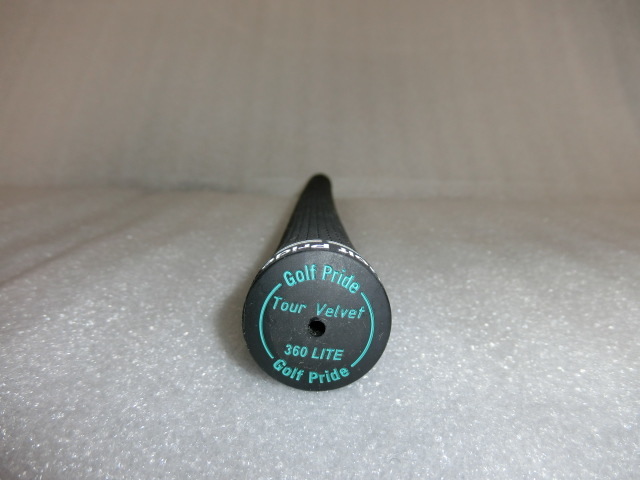 Golf Pride
Tour Velvet
360 LITE
Golf Pride